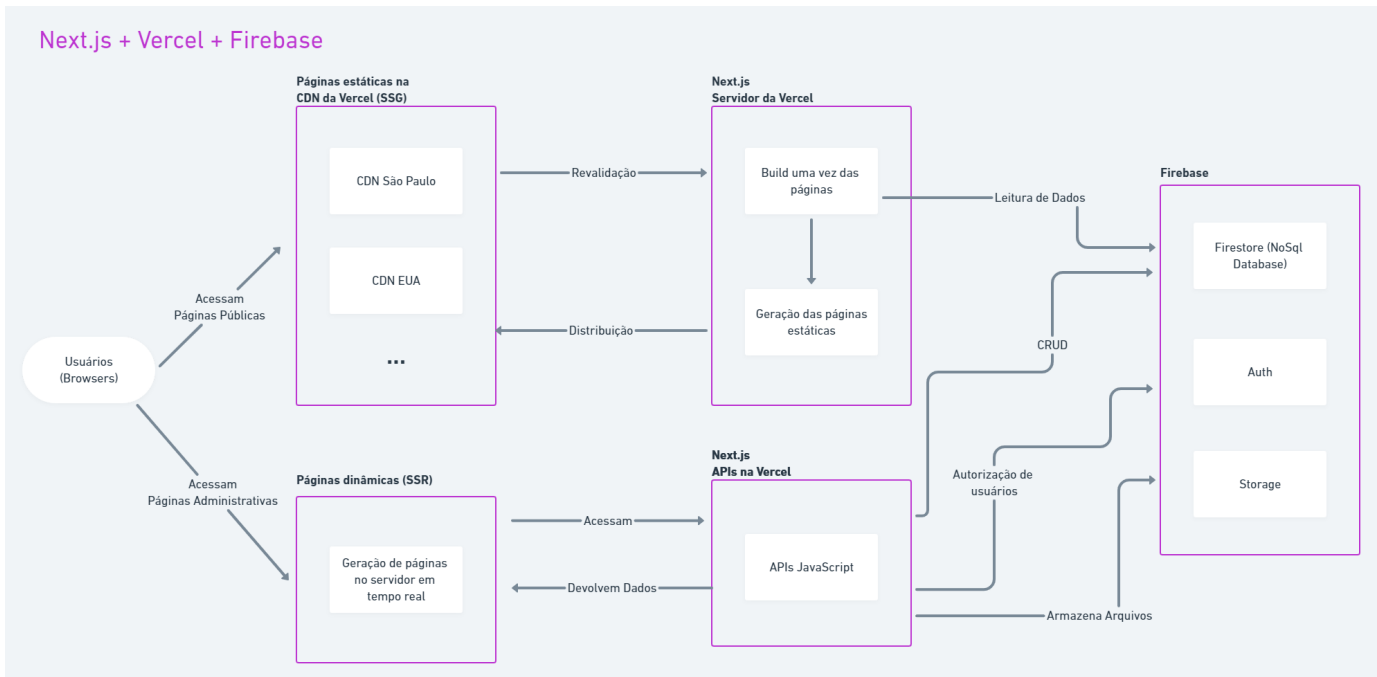 Next.js + Vercel + Firebase
Páginas estáticas na
CDN da Vercel (SSG)
CDN São Paulo
CDN EUA
...
Revalidação
Distribuição
Next.js
Servidor da Vercel
Build uma vez das
páginas
Geração das páginas
estáticas
Leitura de Dados
Firebase
Firestore (NoSql
Database)
Auth
Storage
Acessam
Páginas Públicas
Usuários
(Browsers)
Acessam
Páginas Administrativas
Páginas dinâmicas (SSR)
Geração de páginas
no servidor em
tempo real
Acessam
Devolvem Dados
Next.js
APIs na Vercel
APIs JavaScript
CRUD
Autorização de
usuários
Armazena Arquivos